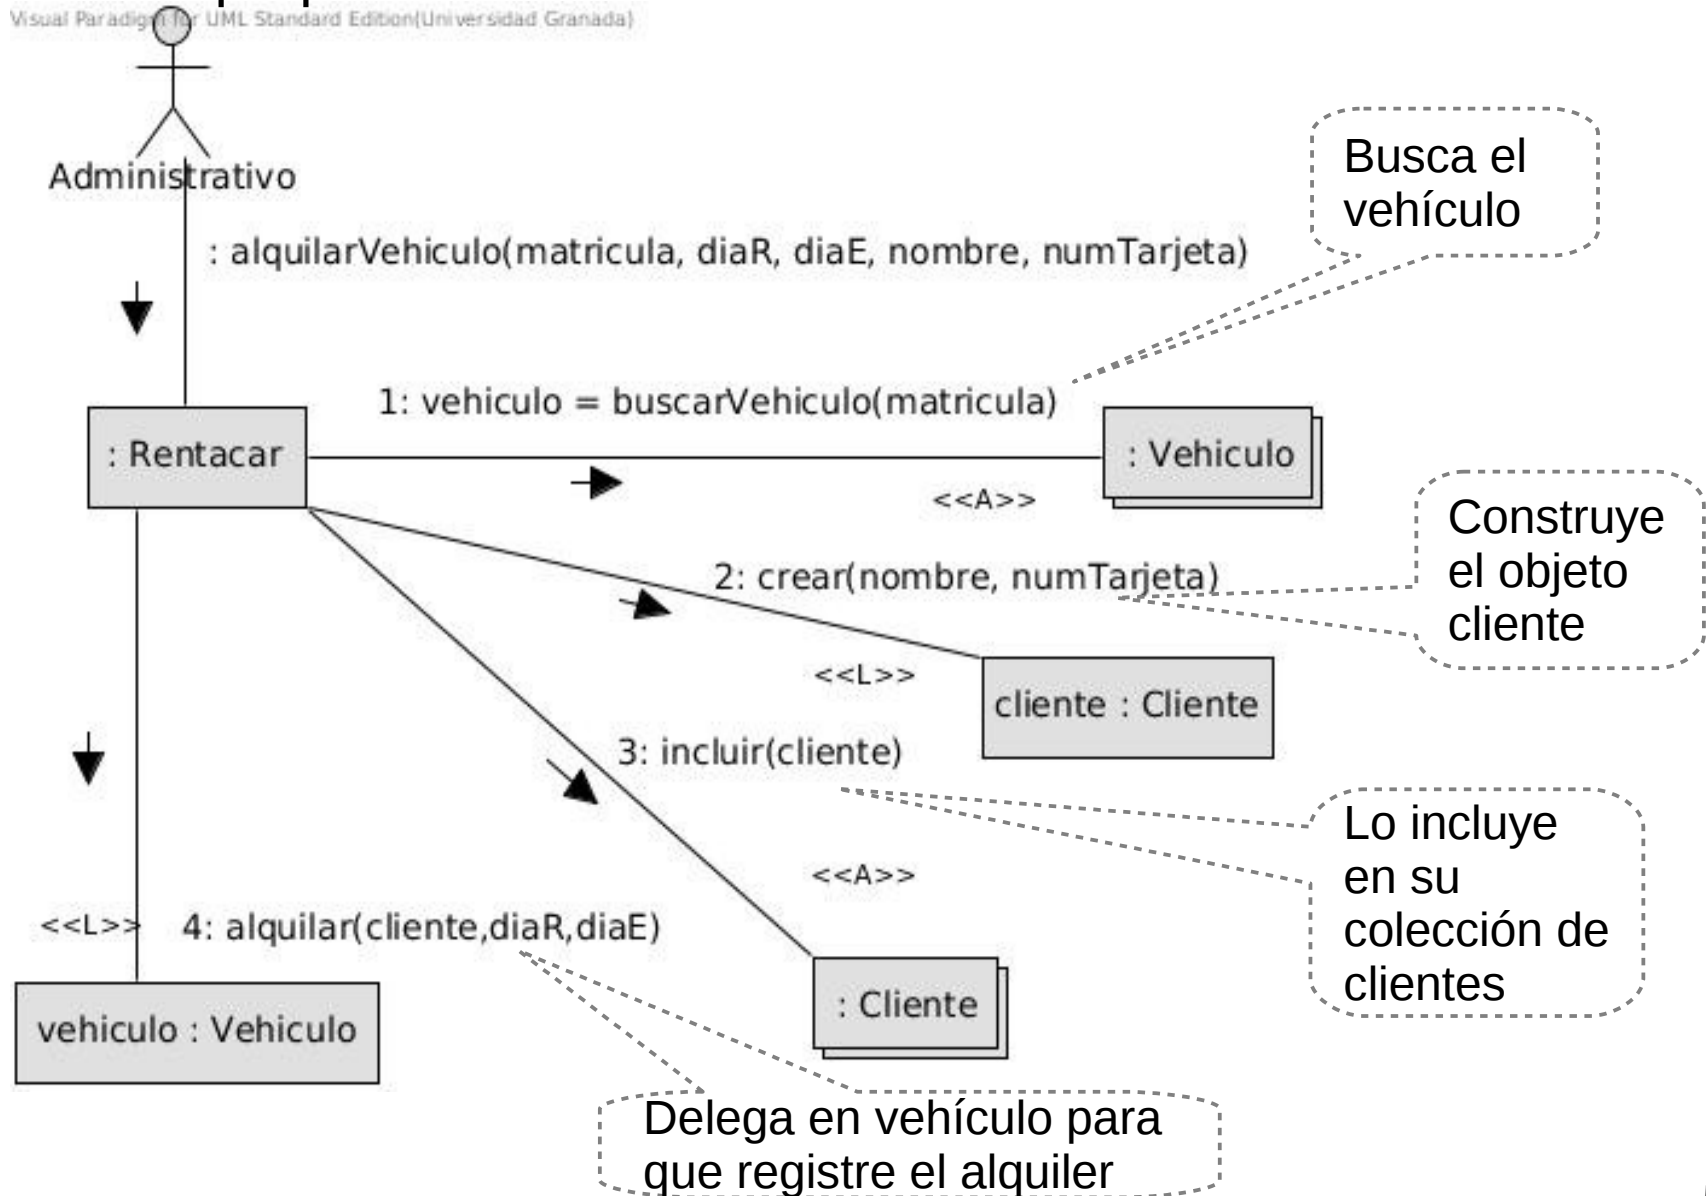 Visual Paradigm for UML Standard Edition(Universidad Granada)
Administrativo
: alquilarVehiculo(matricula, diaR, diaE, nombre, numTarjeta)
Busca el
vehículo
1: vehiculo = buscarVehiculo(matricula)
: Rentacar
: Vehiculo
<<A>>
Construye
el objeto
cliente
2: crear(nombre, numTarjeta)
<<L>>
cliente : Cliente
3: incluir(cliente)
Lo incluye
en su
colección de
clientes
<<A>>
<<L>>
4: alquilar(cliente,diaR,diaE)
: Cliente
vehiculo : Vehiculo
Delega en vehículo para
que registre el alquiler